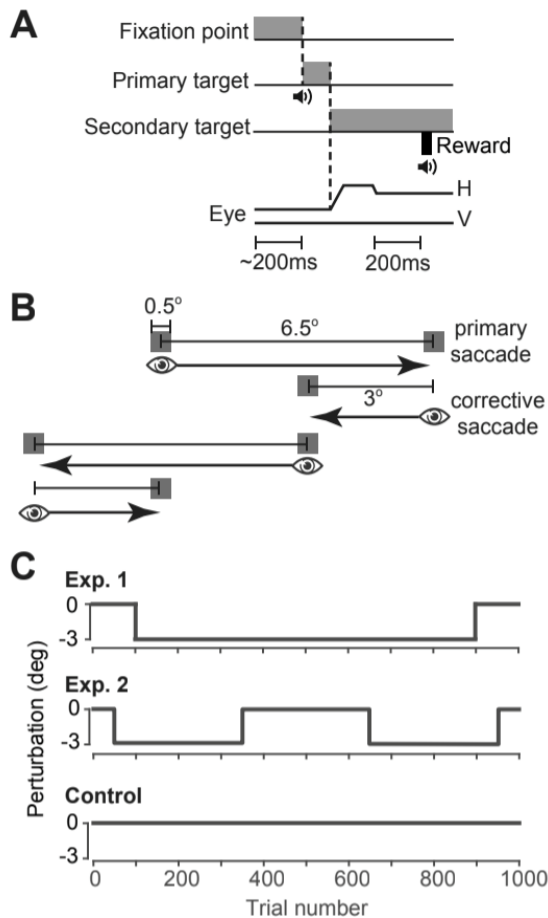 A
Fixation point
Primary target
Secondary target
Reward
Eye
H
V
~200ms
200ms
B
0.5°
6.5°
primary
saccade
3°
corrective
saccade
C
Exp. 1
0
-3
Exp. 2
0
-3
Perturbation (deg)
Control
0
-3
0 200 400 600 800 1000
Trial number